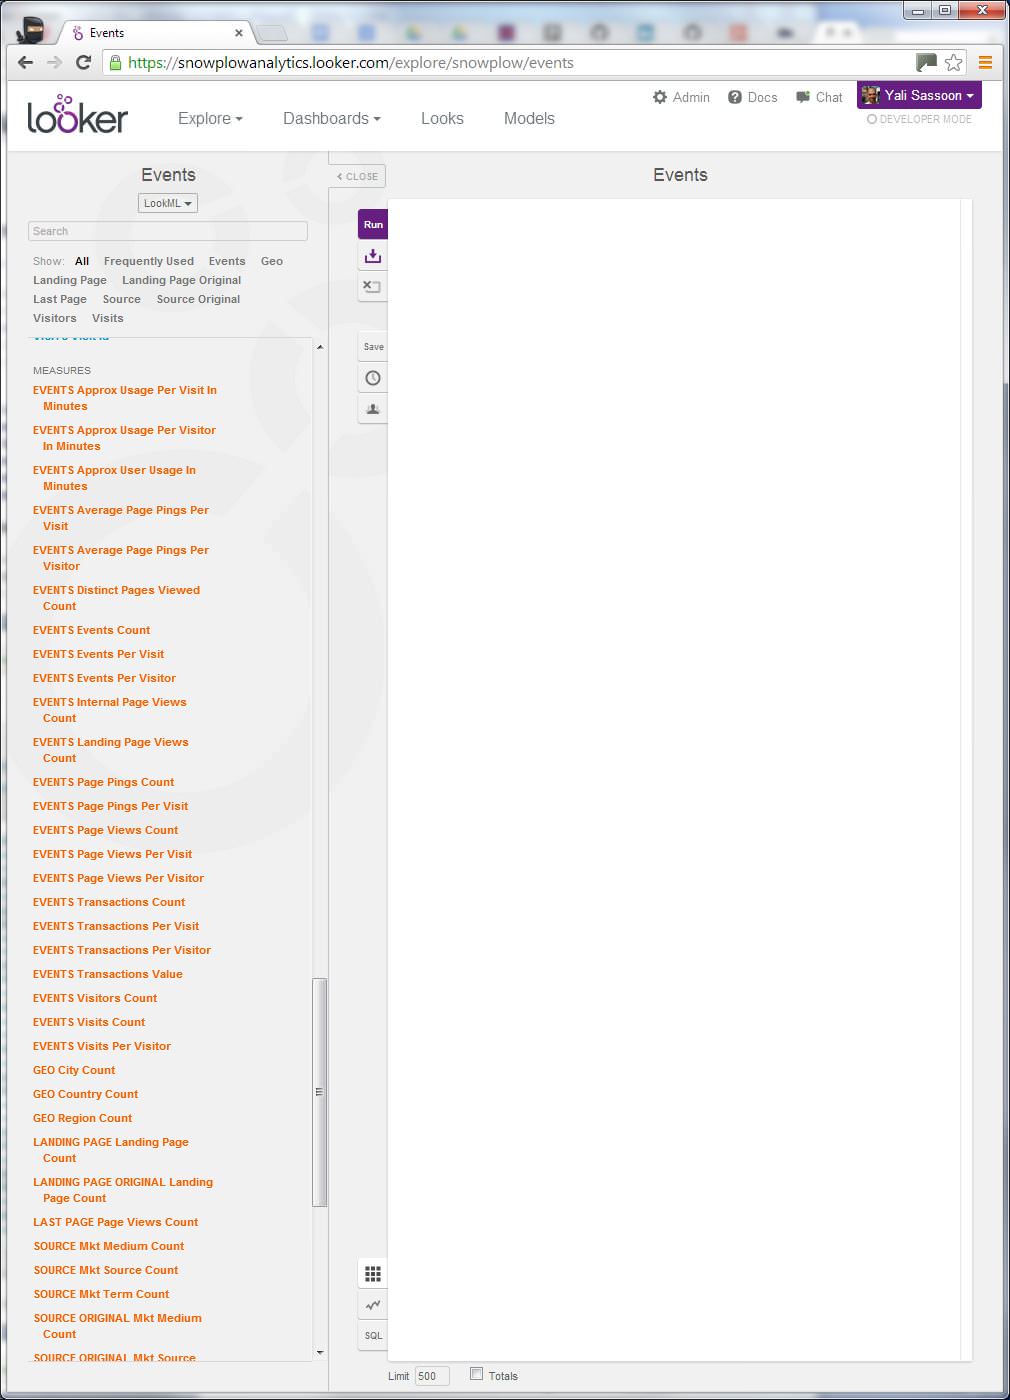 Events
https://snowplowanalytics.looker.com/explore/snowplow/events
looker
Explore
Dashboards
Looks
Models
Admin
Docs
Chat
Yali Sassoon
DEVELOPER MODE
Events
LookML
Search
Show: All Frequently Used Events Geo
Landing Page Landing Page Original
Last Page Source Source Original
Visitors Visits
MEASURES
EVENTS Approx Usage Per Visit In
Minutes
EVENTS Approx Usage Per Visitor
In Minutes
EVENTS Approx User Usage In
Minutes
EVENTS Average Page Pings Per
Visit
EVENTS Average Page Pings Per
Visitor
EVENTS Distinct Pages Viewed
Count
EVENTS Events Count
EVENTS Events Per Visit
EVENTS Events Per Visitor
EVENTS Internal Page Views
Count
EVENTS Landing Page Views
Count
EVENTS Page Pings Count
EVENTS Page Pings Per Visit
EVENTS Page Views Count
EVENTS Page Views Per Visit
EVENTS Page Views Per Visitor
EVENTS Transactions Count
EVENTS Transactions Per Visit
EVENTS Transactions Per Visitor
EVENTS Transactions Value
EVENTS Visitors Count
EVENTS Visits Count
EVENTS Visits Per Visitor
GEO City Count
GEO Country Count
GEO Region Count
LANDING PAGE Landing Page
Count
LANDING PAGE ORIGINAL Landing
Page Count
LAST PAGE Page Views Count
SOURCE Mkt Medium Count
SOURCE Mkt Source Count
SOURCE Mkt Term Count
SOURCE ORIGINAL Mkt Medium
Count
SOURCE ORIGINAL Mkt Source
CLOSE
Events
Run
Save
SQL
Limit 500 Totals